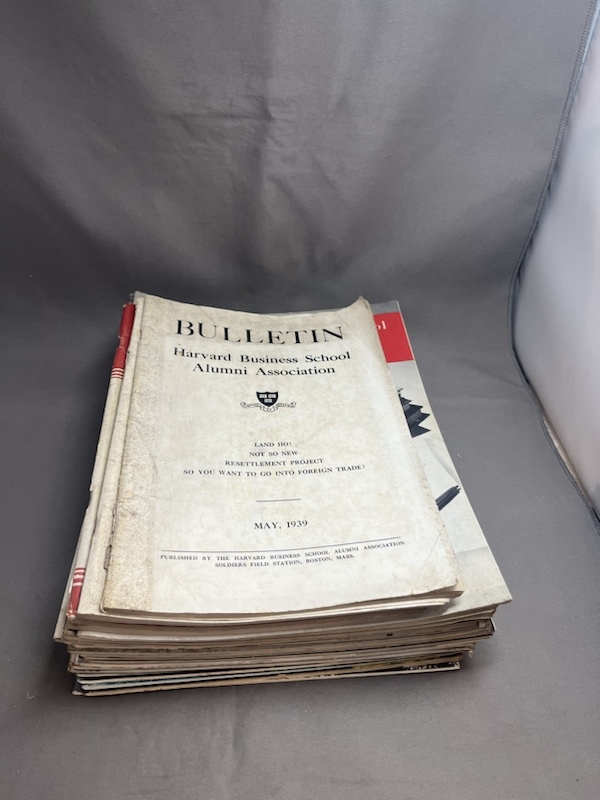 BULLETIN
Harvard Business School
Alumni Association
LAND HO!
NOT SO NEW
RESETTLEMENT PROJECT
SO YOU WANT TO GO INTO FOREIGN TRADE?
MAY, 1939
PUBLISHED BY THE HARVARD BUSINESS SCHOOL ALUMNI ASSOCIATION
SOLDIERS FIELD STATION, BOSTON, MASS.